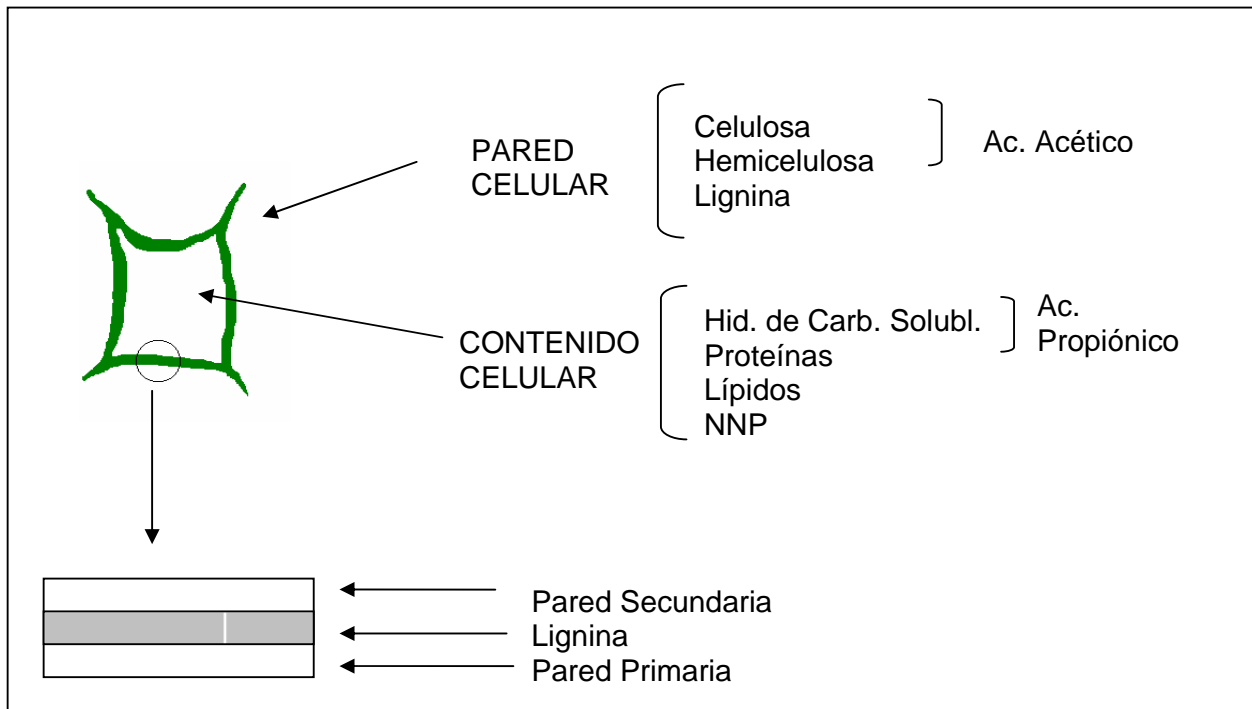 PARED
CELULAR
Celulosa
Hemicelulosa
Lignina
Ac. Acético
CONTENIDO
CELULAR
Hid. de Carb. Solubl.
Proteínas
Lípidos
NNP
Ac.
Propiónico
Pared Secundaria
Lignina
Pared Primaria